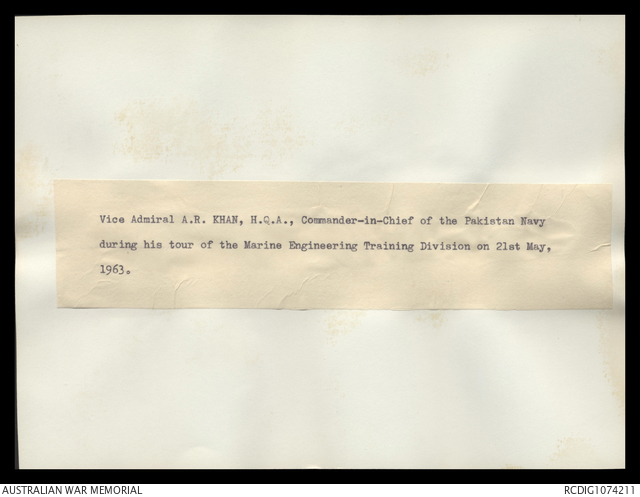 Vice Admiral A.R. KHAN, H.Q.A., Commander-in-Chief of the Pakistan Navy
during his tour of the Marine Engineering Training Division on 21st May,
1963.
AUSTRALIAN WAR MEMORIAL
RCDIG1074211